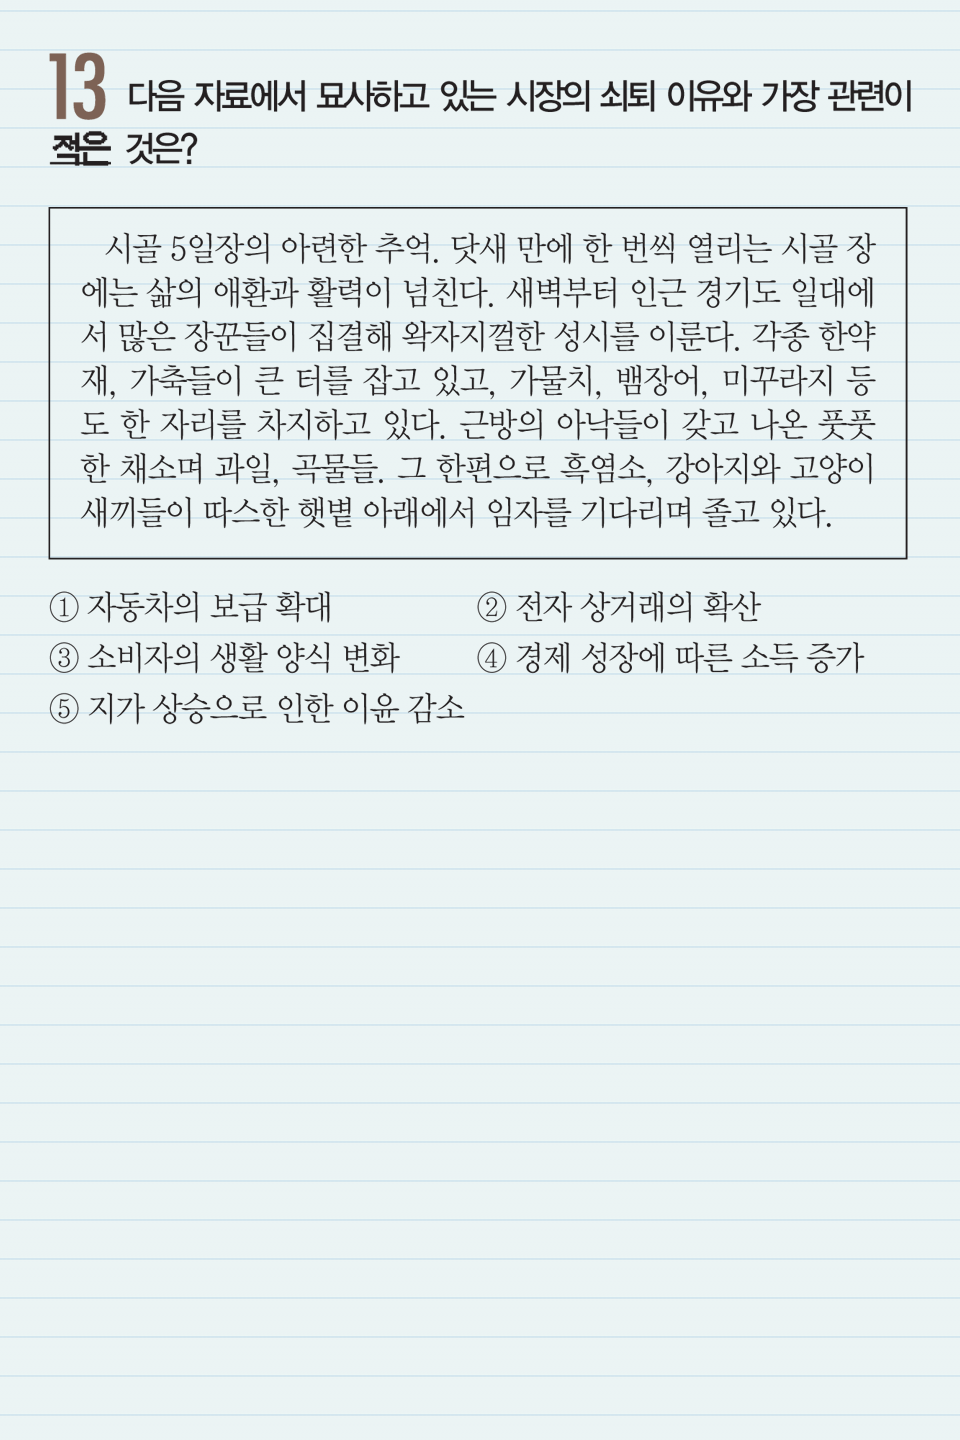 13 다음 자료에서 묘사하고 있는 시장의 쇠퇴 이유와 가장 관련이
적은 것은?
시골 5일장의 아련한 추억. 닷새 만에 한 번씩 열리는 시골 장
에는 삶의 애환과 활력이 넘친다. 새벽부터 인근 경기도 일대에
서 많은 장꾼들이 집결해 왁자지껄한 성시를 이룬다. 각종 한약
재, 가축들이 큰 터를 잡고 있고, 가물치, 뱀장어, 미꾸라지 등
도 한 자리를 차지하고 있다. 근방의 아낙들이 갖고 나온 풋풋
한 채소며 과일, 곡물들. 그 한편으로 흑염소, 강아지와 고양이
새끼들이 따스한 햇볕 아래에서 임자를 기다리며 졸고 있다.
① 자동차의 보급 확대 ② 전자 상거래의 확산
③ 소비자의 생활 양식 변화 ④ 경제 성장에 따른 소득 증가
⑤ 지가 상승으로 인한 이윤 감소